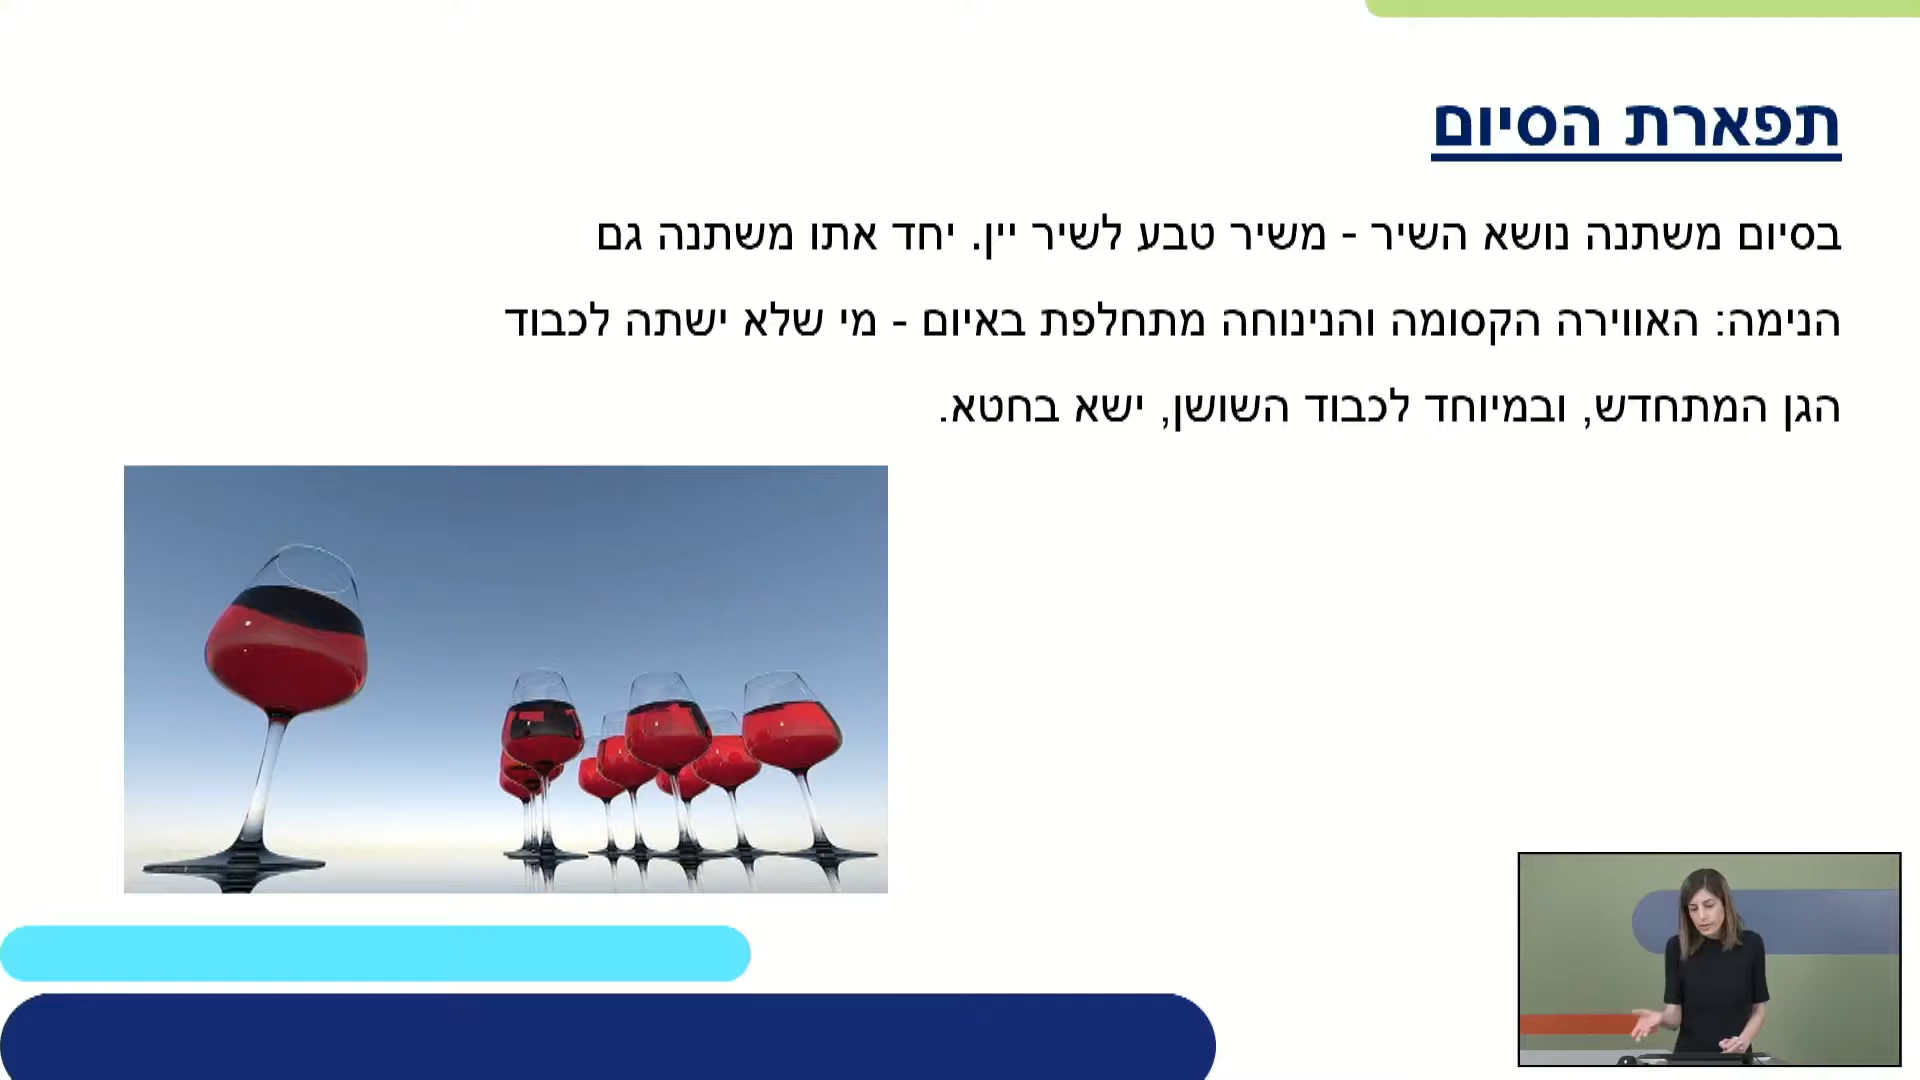 תפארת הסיום
בסיום משתנה נושא השיר - משיר טבע לשיר יין. יחד אתו משתנה גם
הנימה: האווירה הקסומה והנינוחה מתחלפת באיום - מי שלא ישתה לכבוד
הגן המתחדש, ובמיוחד לכבוד השושן, ישא בחטא.